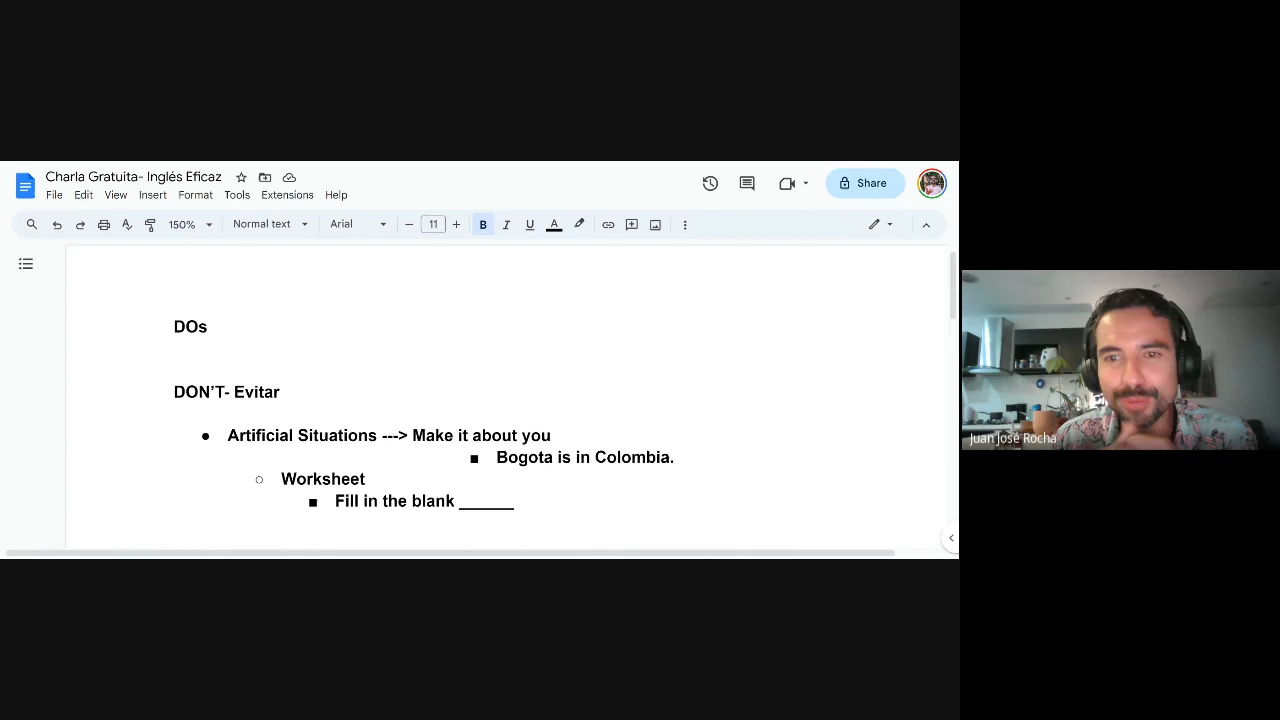 Charla Gratuita- Inglés Eficaz
File Edit View Insert Format Tools Extensions Help
Share
150% Normal text Arial 11 B I U A
DOs
DON'T- Evitar
Artificial Situations ---> Make it about you
Bogota is in Colombia.
Worksheet
Fill in the blank ______
Juan José Rocha